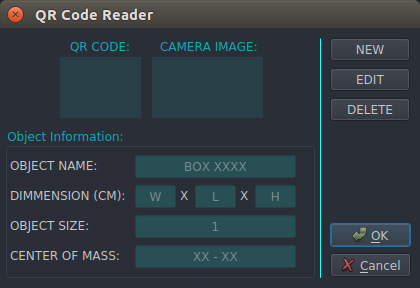 QR Code Reader
QR CODE: CAMERA IMAGE:
NEW
EDIT
DELETE
Object Information:
OBJECT NAME: BOX XXXX
DIMMENSION (CM): W X L X H
OBJECT SIZE: 1
CENTER OF MASS: XX - XX
OK
Cancel